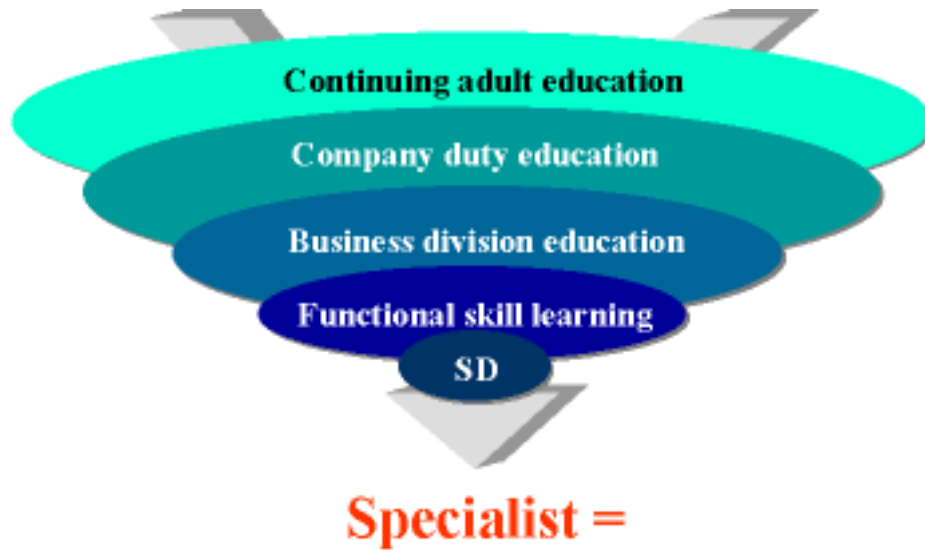 Continuing adult education
Company duty education
Business division education
Functional skill learning
SD
Specialist =